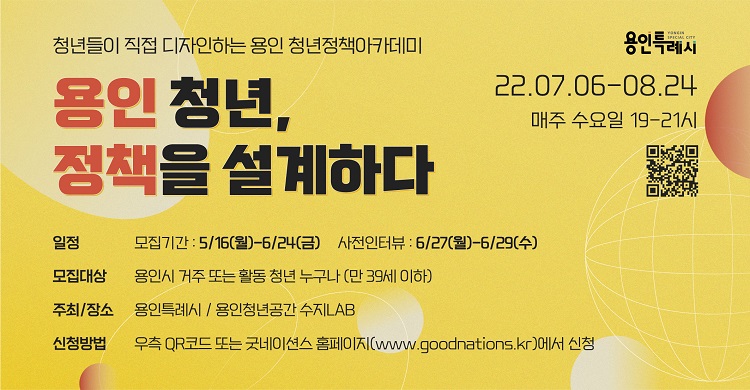 청년들이 직접 디자인하는 용인 청년정책아카데미
용인 청년,
정책을 설계하다
YONGIN
SPECIAL CITY
용인특례시
22.07.06-08.24
매주 수요일 19-21시
일정 모집기간 : 5/16(월)-6/24(금) 사전인터뷰 : 6/27(월)-6/29(수)
모집대상 용인시 거주 또는 활동 청년 누구나 (만 39세 이하)
주최/장소 용인특례시 / 용인청년공간 수지LAB
신청방법 우측 QR코드 또는 굿네이션스 홈페이지(www.goodnations.kr)에서 신청